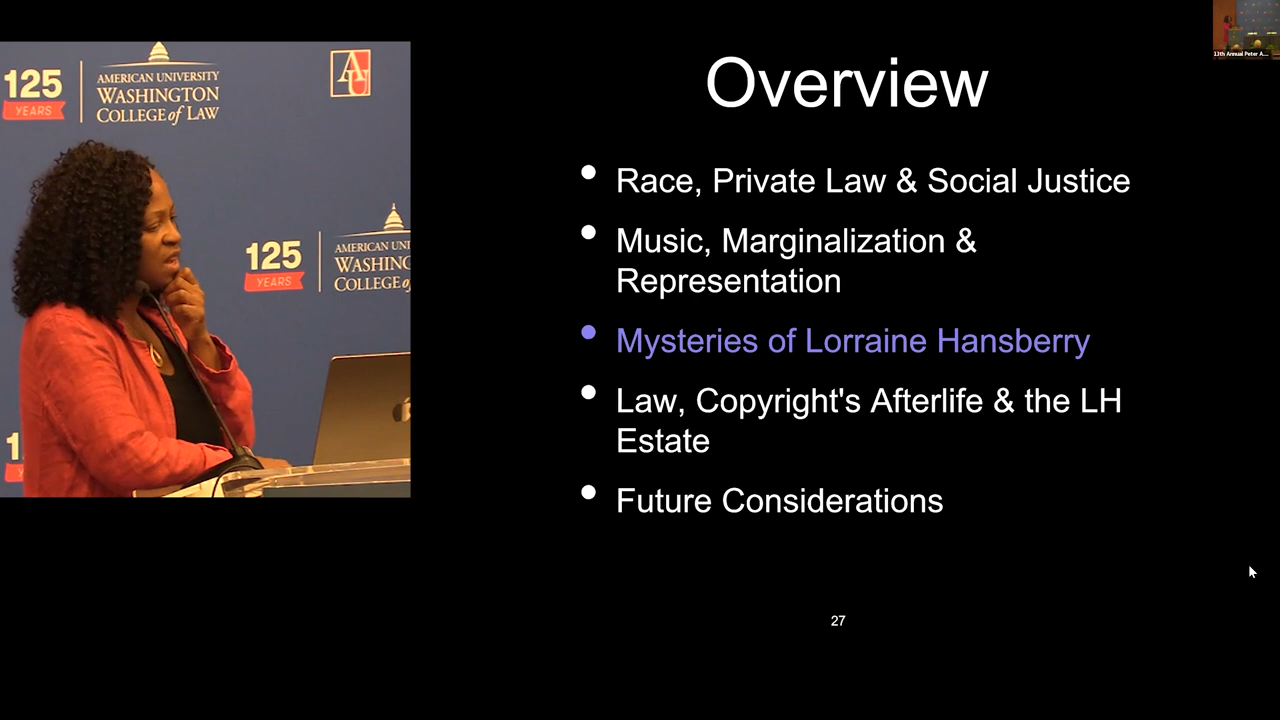 125
YEARS
AMERICAN UNIVERSITY
WASHINGTON
COLLEGE of LAW
AU
125
YEARS
AMERICAN UNI
WASHING
COLLEGE of
1
Overview
• Race, Private Law & Social Justice
• Music, Marginalization &
Representation
• Mysteries of Lorraine Hansberry
• Law, Copyright's Afterlife & the LH
Estate
• Future Considerations
27
13th Annual Peter A...